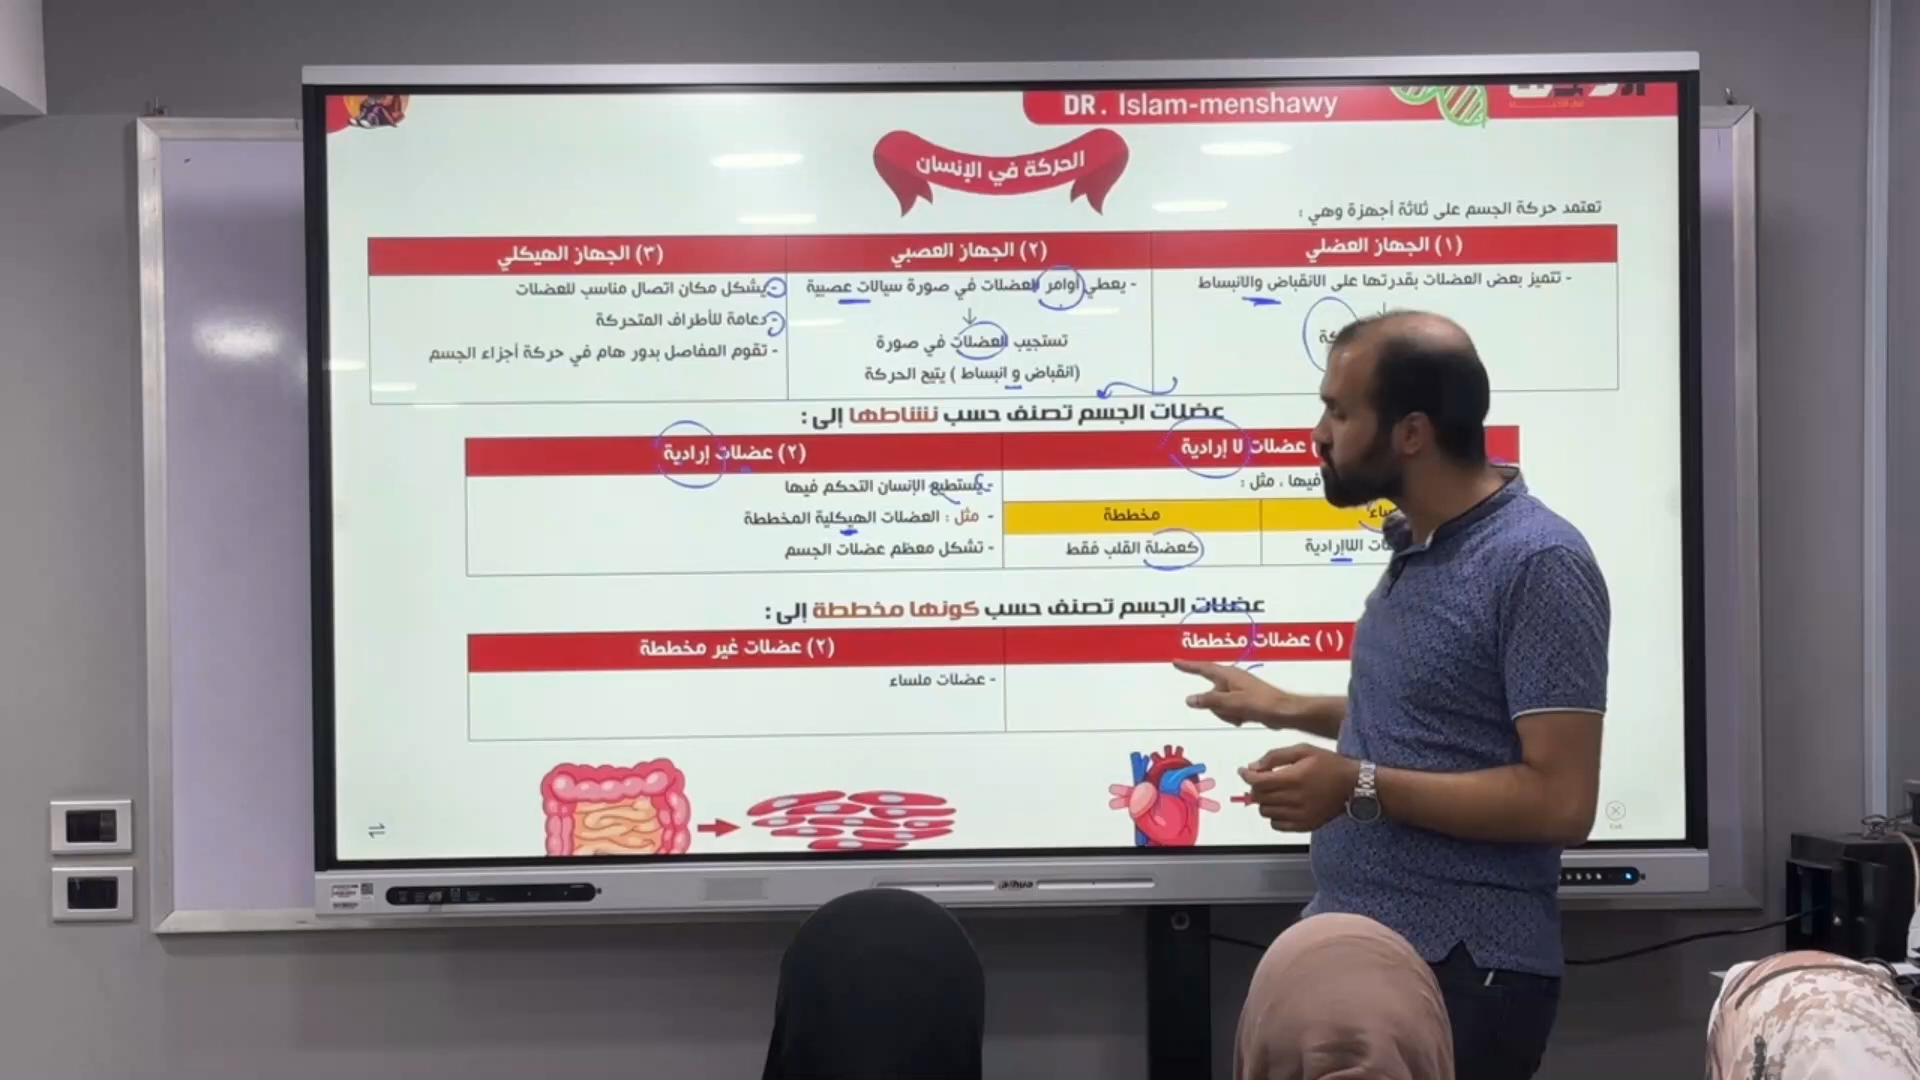 DR. Islam-menshawy
الحركة في الإنسان
تعتمد حركة الجسم على ثلاثة أجهزة وهي :
(١) الجهاز العضلي
- تتميز بعض العضلات بقدرتها على الانقباض والانبساط
(٢) الجهاز العصبي
- يعطي أوامر للعضلات في صورة سيالات عصبية
تستجيب العضلات في صورة
(انقباض و انبساط ) يتيح الحركة
(٣) الجهاز الهيكلي
- يشكل مكان اتصال مناسب للعضلات
- دعامة للأطراف المتحركة
- تقوم المفاصل بدور هام في حركة أجزاء الجسم
عضلات الجسم تصنف حسب نشاطها إلى :
) عضلات لا إرادية
فيها ، مثل :
مخططة
اللاإرادية
كعضلة القلب فقط
(٢) عضلات إرادية
- يستطيع الإنسان التحكم فيها
- مثل : العضلات الهيكلية المخططة
- تشكل معظم عضلات الجسم
عضلات الجسم تصنف حسب كونها مخططة إلى :
(١) عضلات مخططة
(٢) عضلات غير مخططة
- عضلات ملساء
alhua
Exit